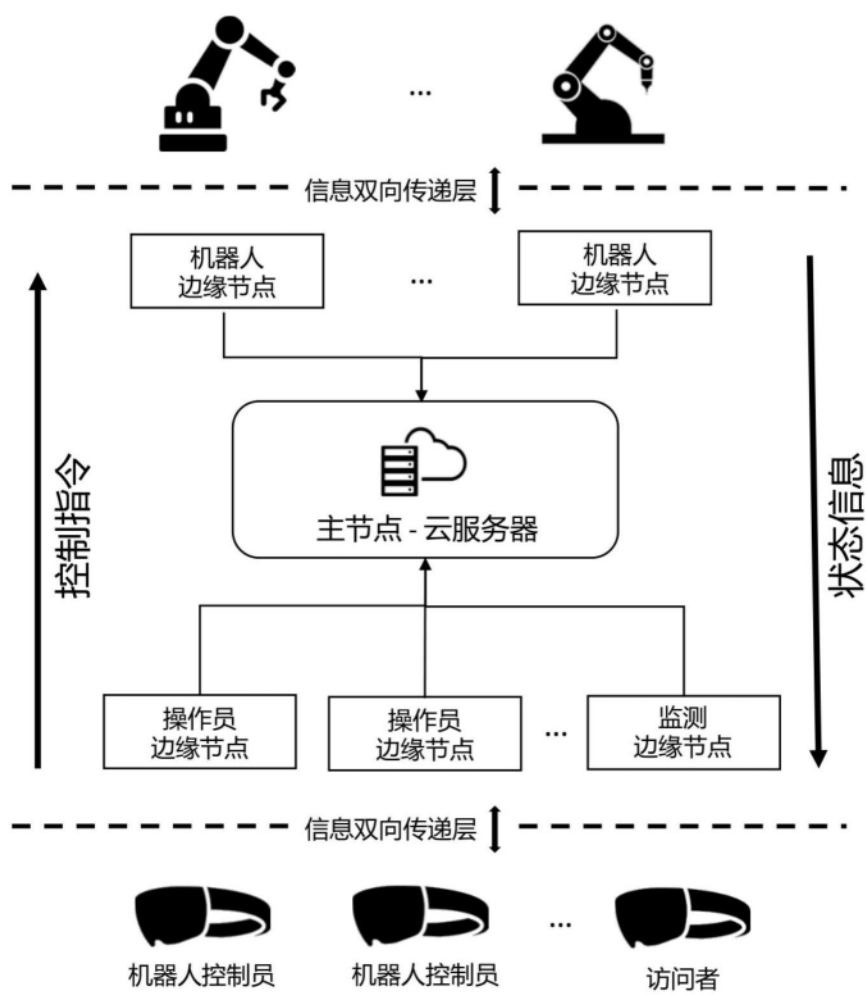 ...
信息双向传递层
机器人
边缘节点
...
机器人
边缘节点
控制指令
主节点 - 云服务器
状态信息
操作员
边缘节点
操作员
边缘节点
...
监测
边缘节点
信息双向传递层
...
机器人控制员
机器人控制员
访问者